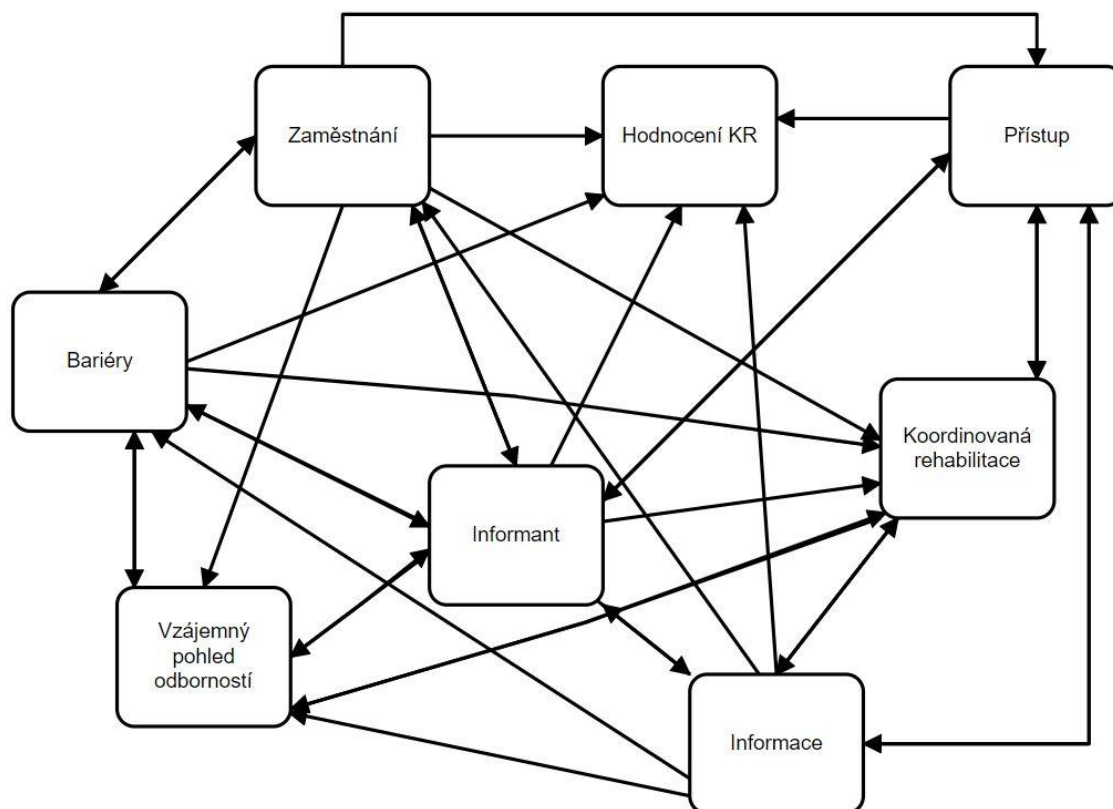 Zaměstnání
Hodnocení KR
Přístup
Bariéry
Koordinovaná
rehabilitace
Informant
Vzájemný
pohled
odborností
Informace